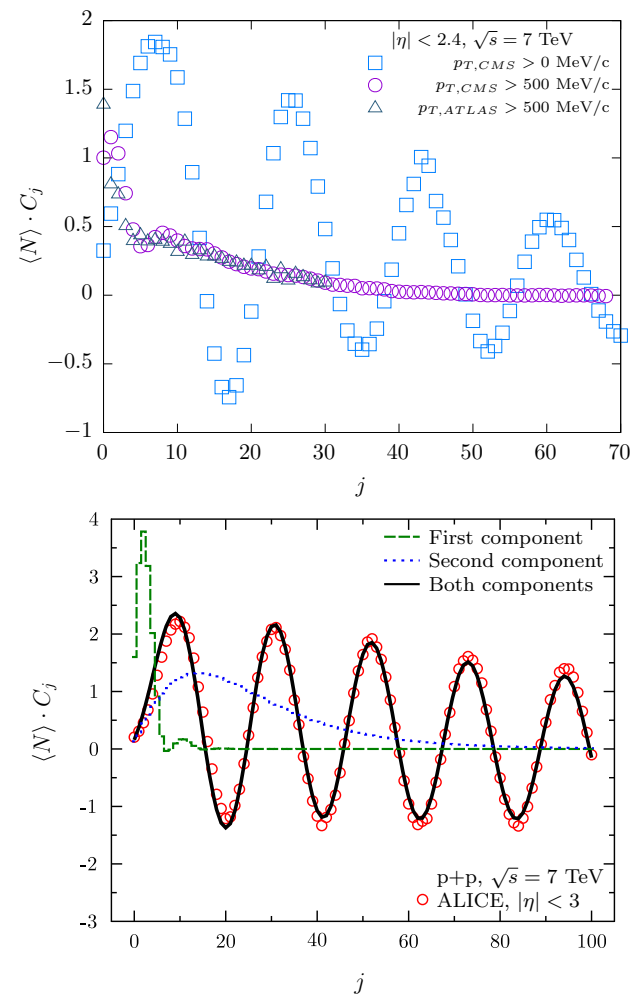 |η| < 2.4, √s = 7 TeV
p_{T,CMS} > 0 MeV/c
p_{T,CMS} > 500 MeV/c
p_{T,ATLAS} > 500 MeV/c
⟨N⟩ · C_j
2
1.5
1
0.5
0
−0.5
−1
0 10 20 30 40 50 60 70
j
First component
Second component
Both components
⟨N⟩ · C_j
4
3
2
1
0
-1
-2
-3
p+p, √s = 7 TeV
ALICE, |η| < 3
0 20 40 60 80 100
j